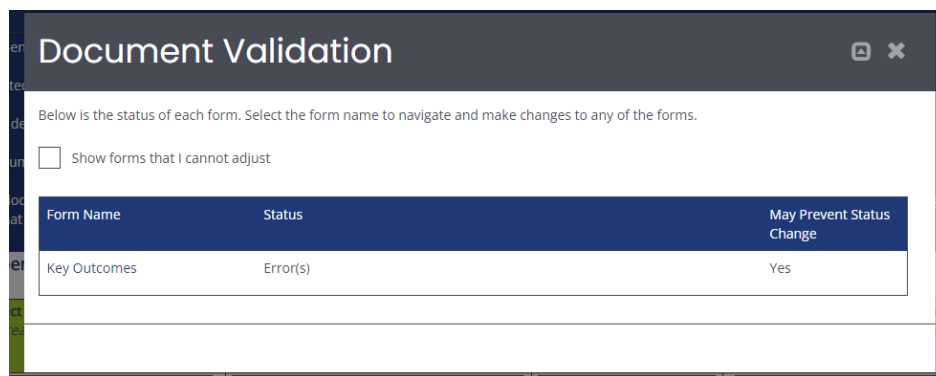 Document Validation
Below is the status of each form. Select the form name to navigate and make changes to any of the forms.
Show forms that I cannot adjust
Form Name Status May Prevent Status
Change
Key Outcomes Error(s) Yes